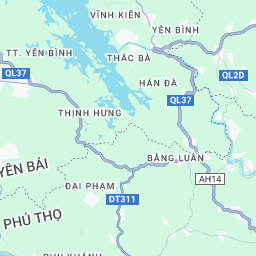 VĨNH KIÊN
YÊN BÌNH
TT. YÊN BÌNH
THÁC BÀ
QL37
HÁN ĐÀ
QL2D
QL37
THỊNH HƯNG
BẰNG LUÂN
YÊN BÁI
AH14
ĐẠI PHẠM
DT311
PHÚ THỌ